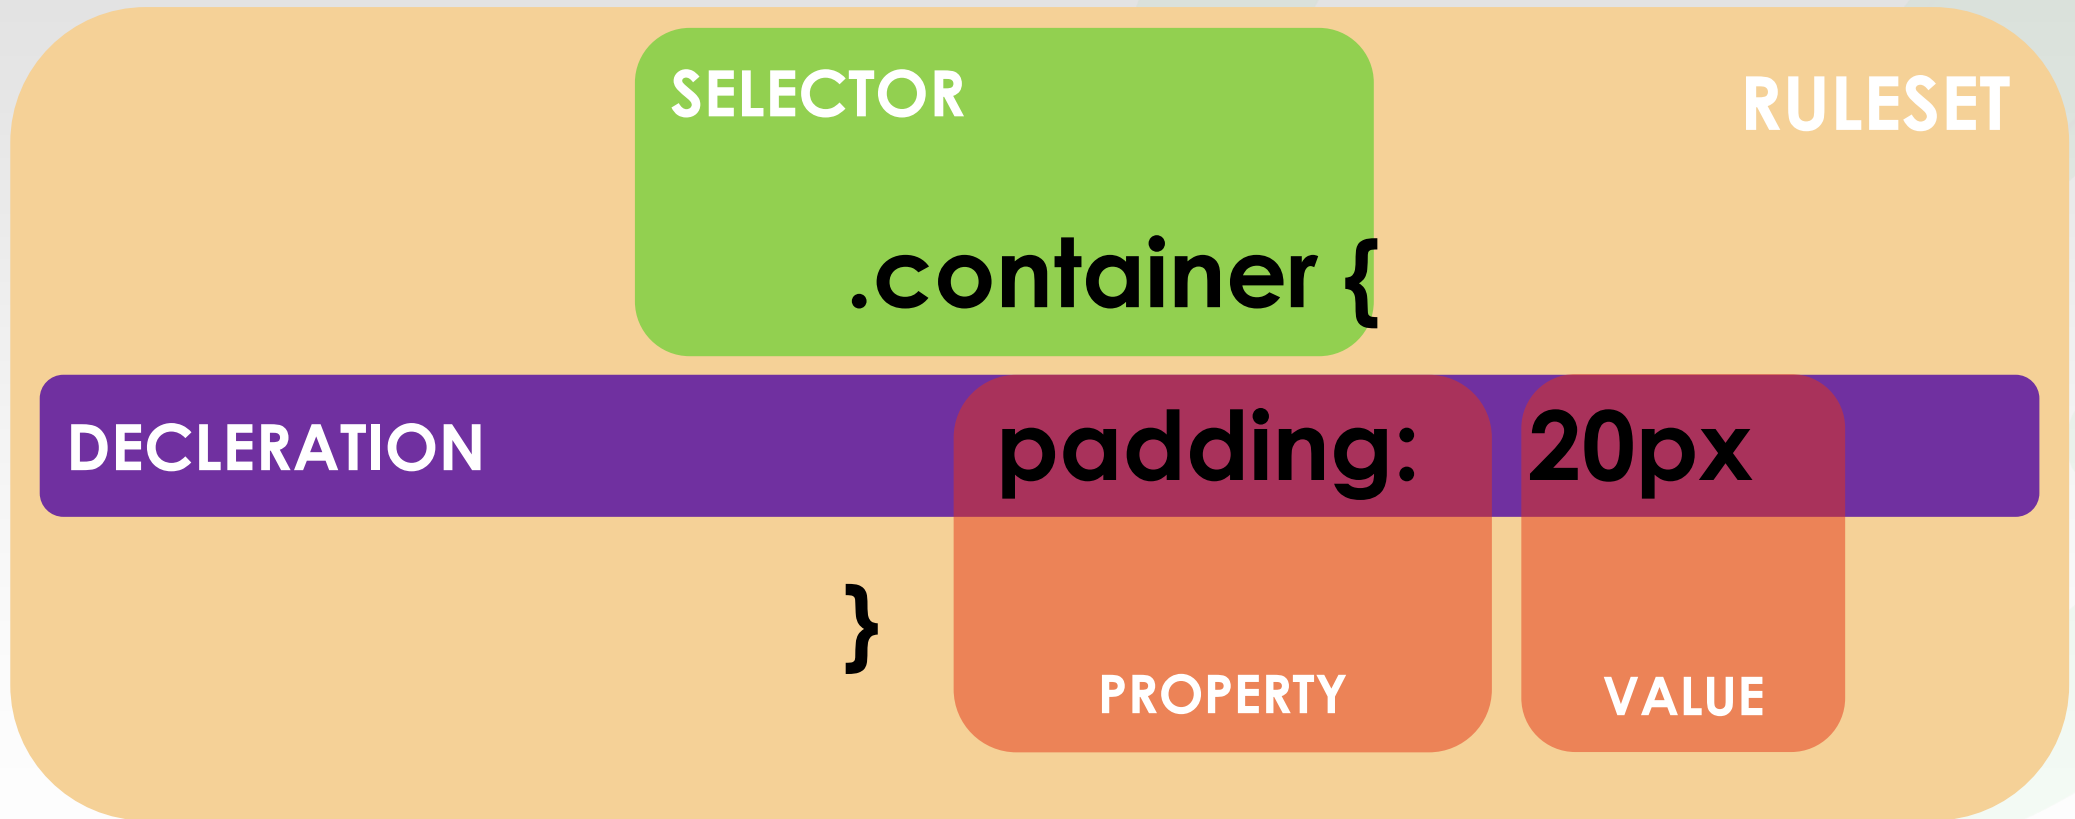 SELECTOR
RULESET
.container {
DECLERATION
padding: 20px
}
PROPERTY
VALUE